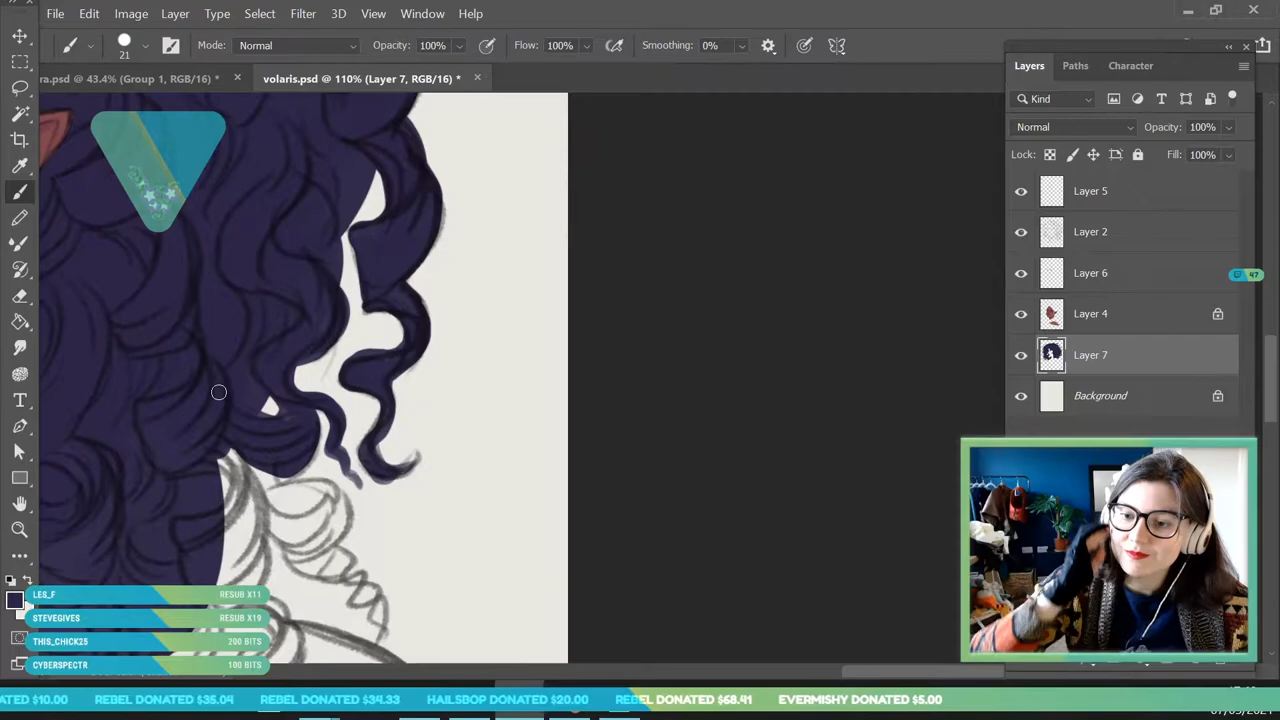 File Edit Image Layer Type Select Filter 3D View Window Help
21 Mode: Normal Opacity: 100% Flow: 100% Smoothing: 0%
ra.psd @ 43.4% (Group 1, RGB/16) * volaris.psd @ 110% (Layer 7, RGB/16) *
Layers Paths Character
Kind
Normal Opacity: 100%
Lock: Fill: 100%
Layer 5
Layer 2
Layer 6
47
Layer 4
Layer 7
Background
LES_F RESUB X11
STEVEGIVES RESUB X19
THIS_CHICK25 200 BITS
CYBERSPECTR 100 BITS
ATED $10.00 REBEL DONATED $35.04 REBEL DONATED $34.33 HAILSBOP DONATED $20.00 REBEL DONATED $68.41 EVERMISHY DONATED $5.00